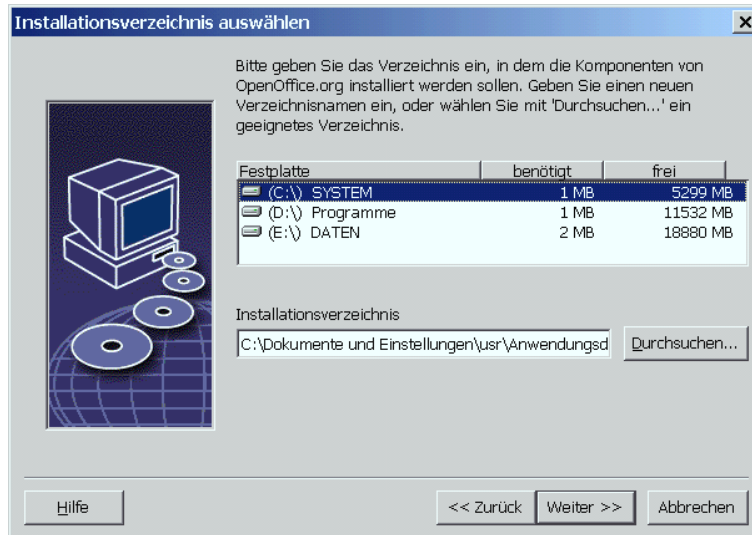 Installationsverzeichnis auswählen
Bitte geben Sie das Verzeichnis ein, in dem die Komponenten von
OpenOffice.org installiert werden sollen. Geben Sie einen neuen
Verzeichnisnamen ein, oder wählen Sie mit 'Durchsuchen...' ein
geeignetes Verzeichnis.
Festplatte benötigt frei
(C:\) SYSTEM 1 MB 5299 MB
(D:\) Programme 1 MB 11532 MB
(E:\) DATEN 2 MB 18880 MB
Installationsverzeichnis
C:\Dokumente und Einstellungen\usr\Anwendungsd Durchsuchen...
Hilfe << Zurück Weiter >> Abbrechen